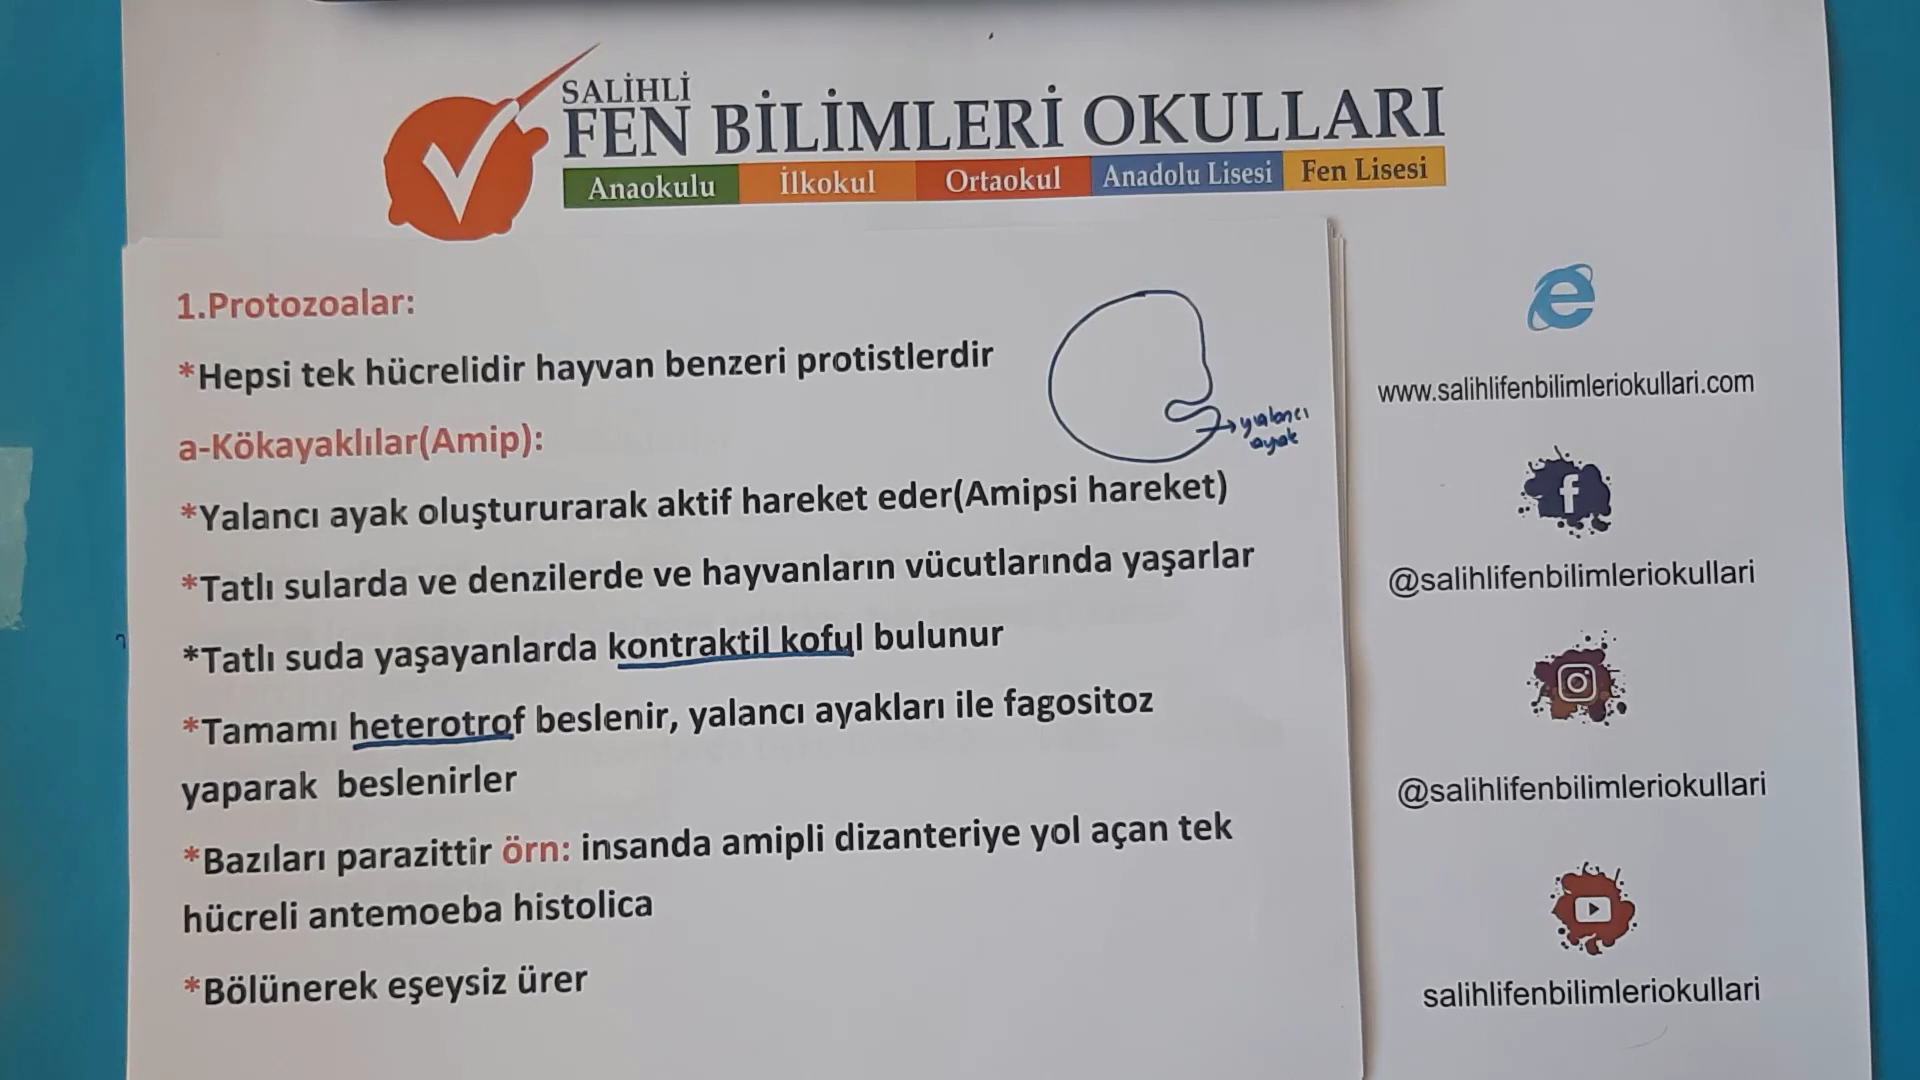 SALİHLİ
FEN BİLİMLERİ OKULLARI
Anaokulu İlkokul Ortaokul Anadolu Lisesi Fen Lisesi
1.Protozoalar:
*Hepsi tek hücrelidir hayvan benzeri protistlerdir
a-Kökayaklılar(Amip):
yalancı
ayak
*Yalancı ayak oluştururarak aktif hareket eder(Amipsi hareket)
*Tatlı sularda ve denzilerde ve hayvanların vücutlarında yaşarlar
*Tatlı suda yaşayanlarda kontraktil koful bulunur
*Tamamı heterotrof beslenir, yalancı ayakları ile fagositoz
yaparak beslenirler
*Bazıları parazittir örn: insanda amipli dizanteriye yol açan tek
hücreli antemoeba histolica
*Bölünerek eşeysiz ürer
www.salihlifenbilimleriokullari.com
@salihlifenbilimleriokullari
@salihlifenbilimleriokullari
salihlifenbilimleriokullari